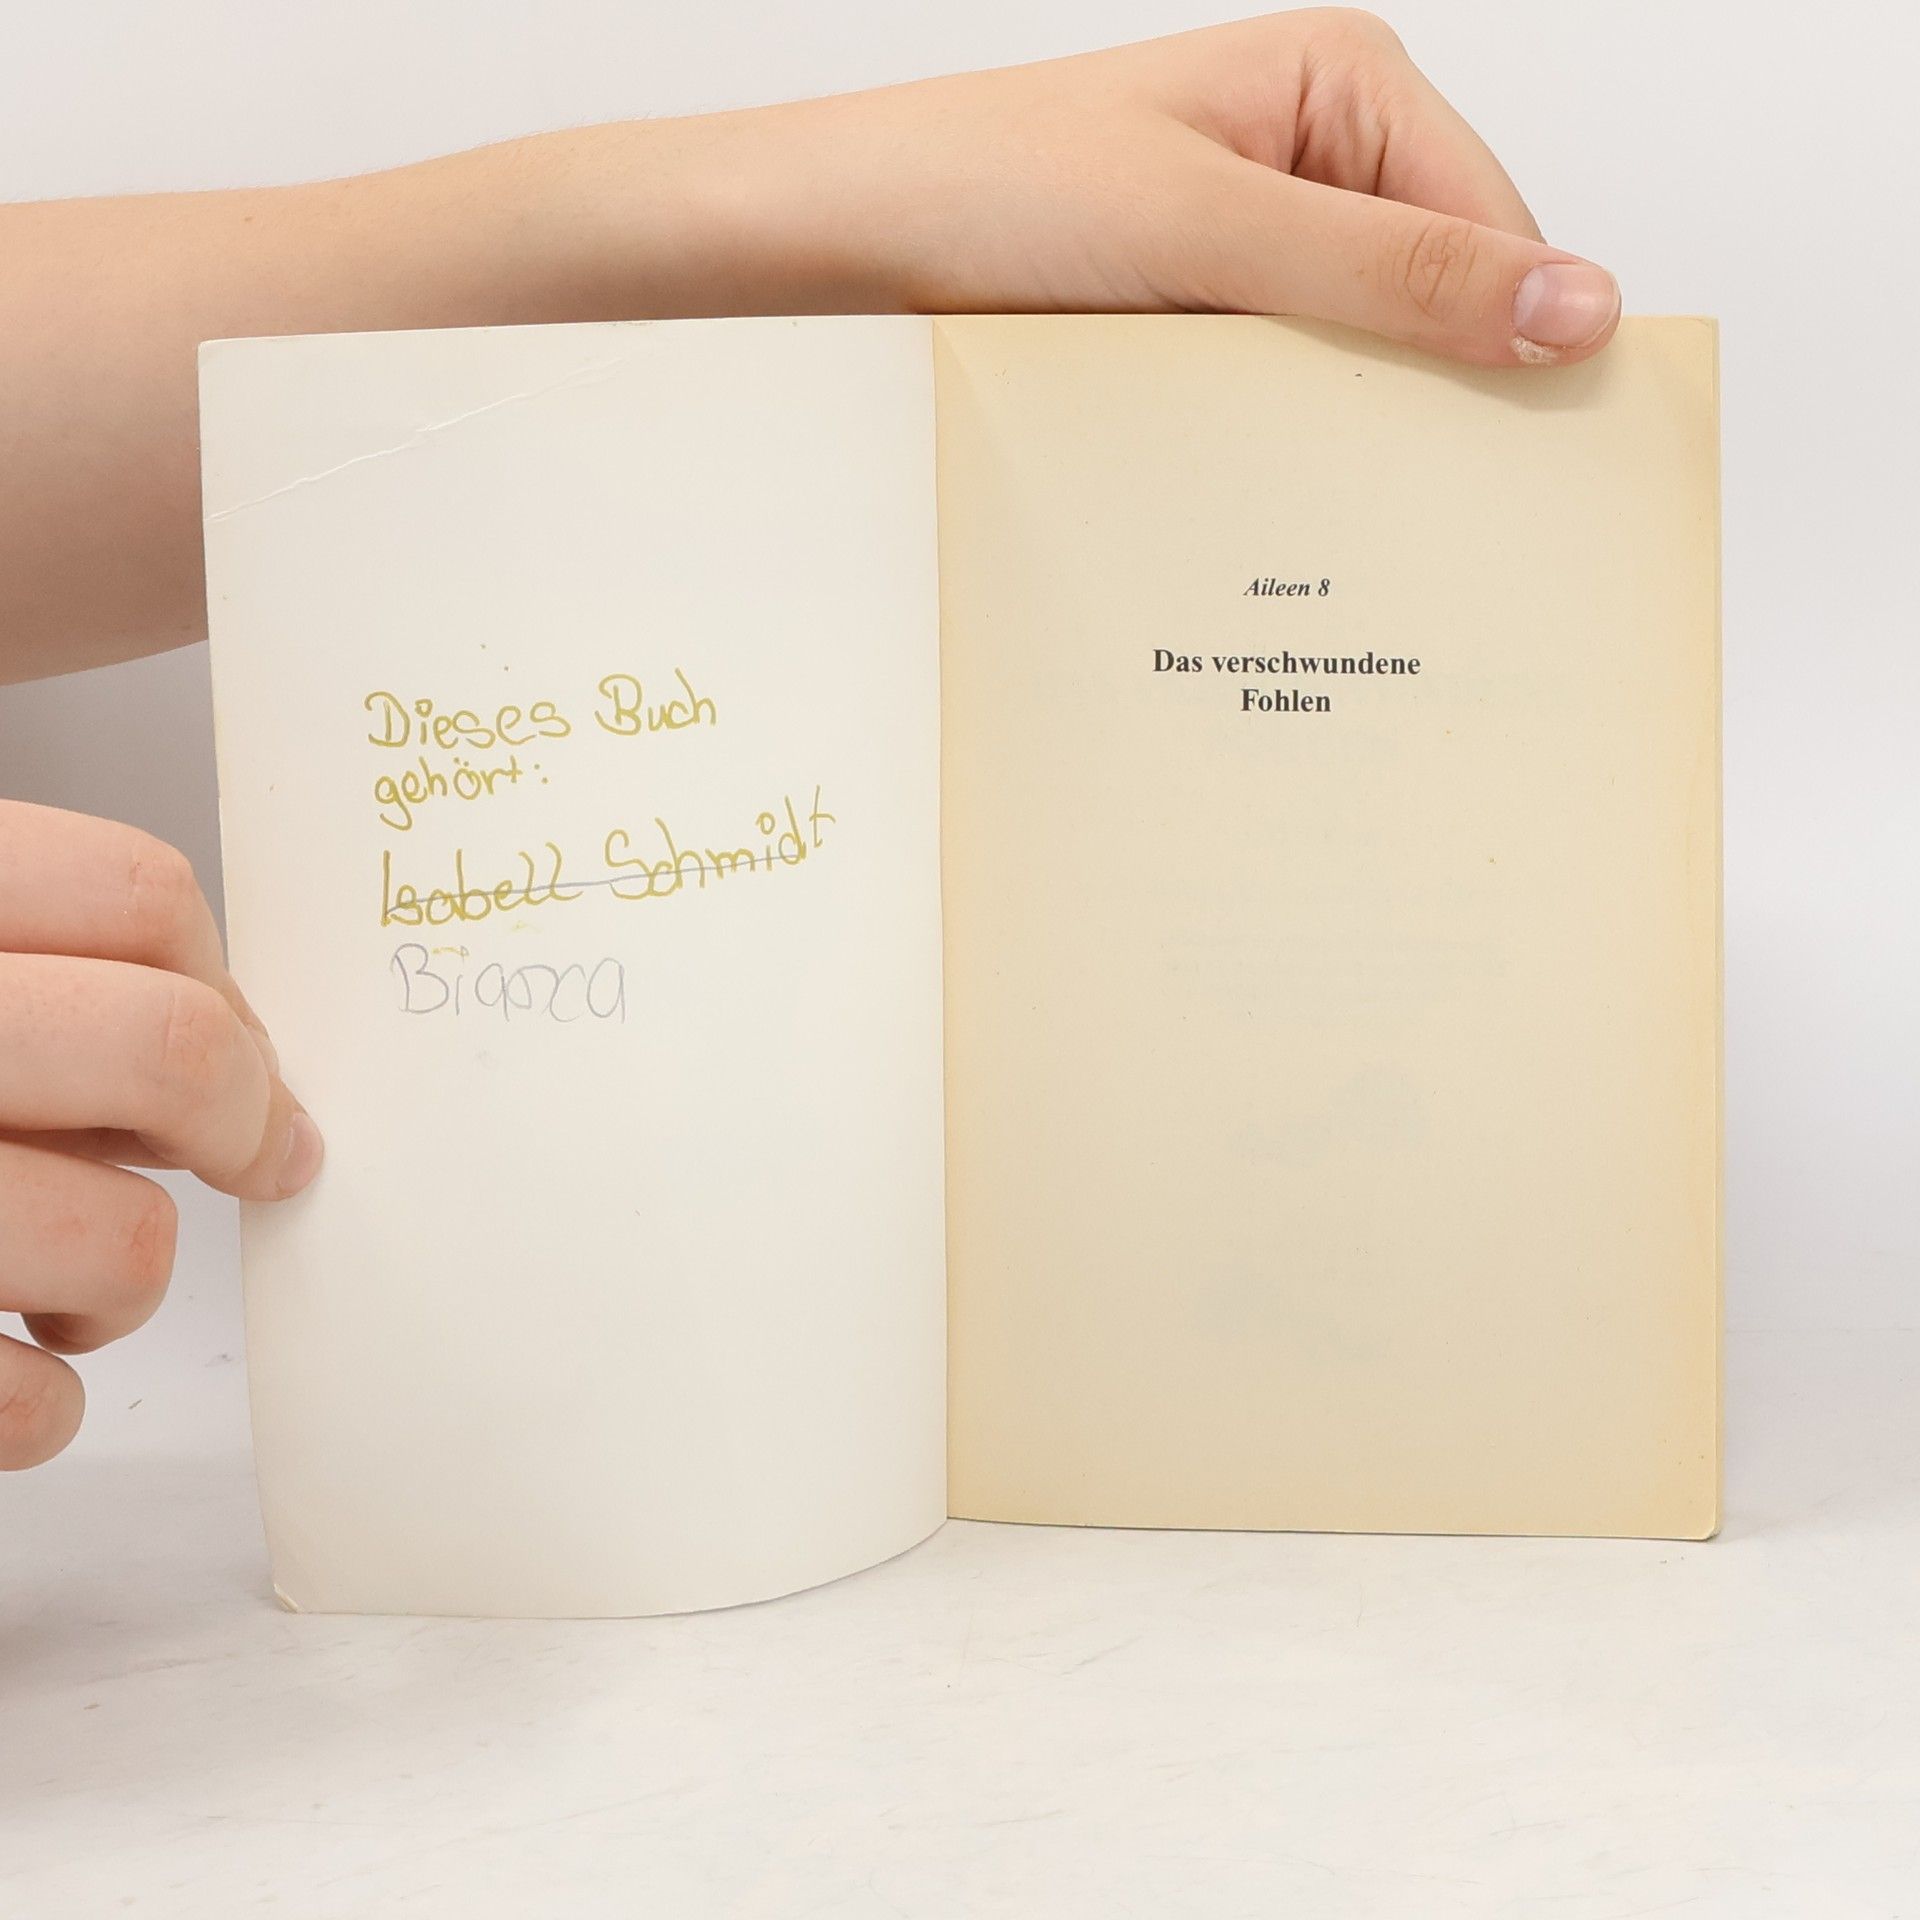 Dieses Buch
gehört:
Isabell Schmidt
Bianca
Aileen 8
Das verschwundene
Fohlen